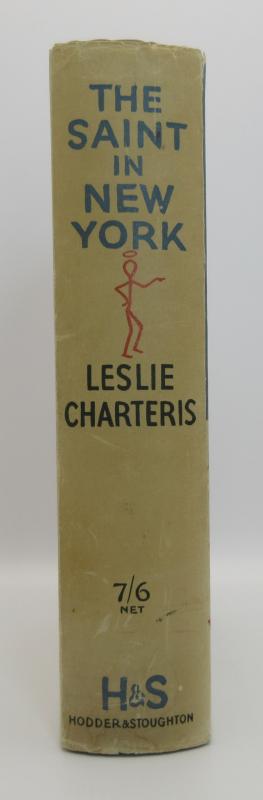 THE
SAINT
IN
NEW
YORK
LESLIE
CHARTERIS
7/6
NET
H&S
HODDER & STOUGHTON